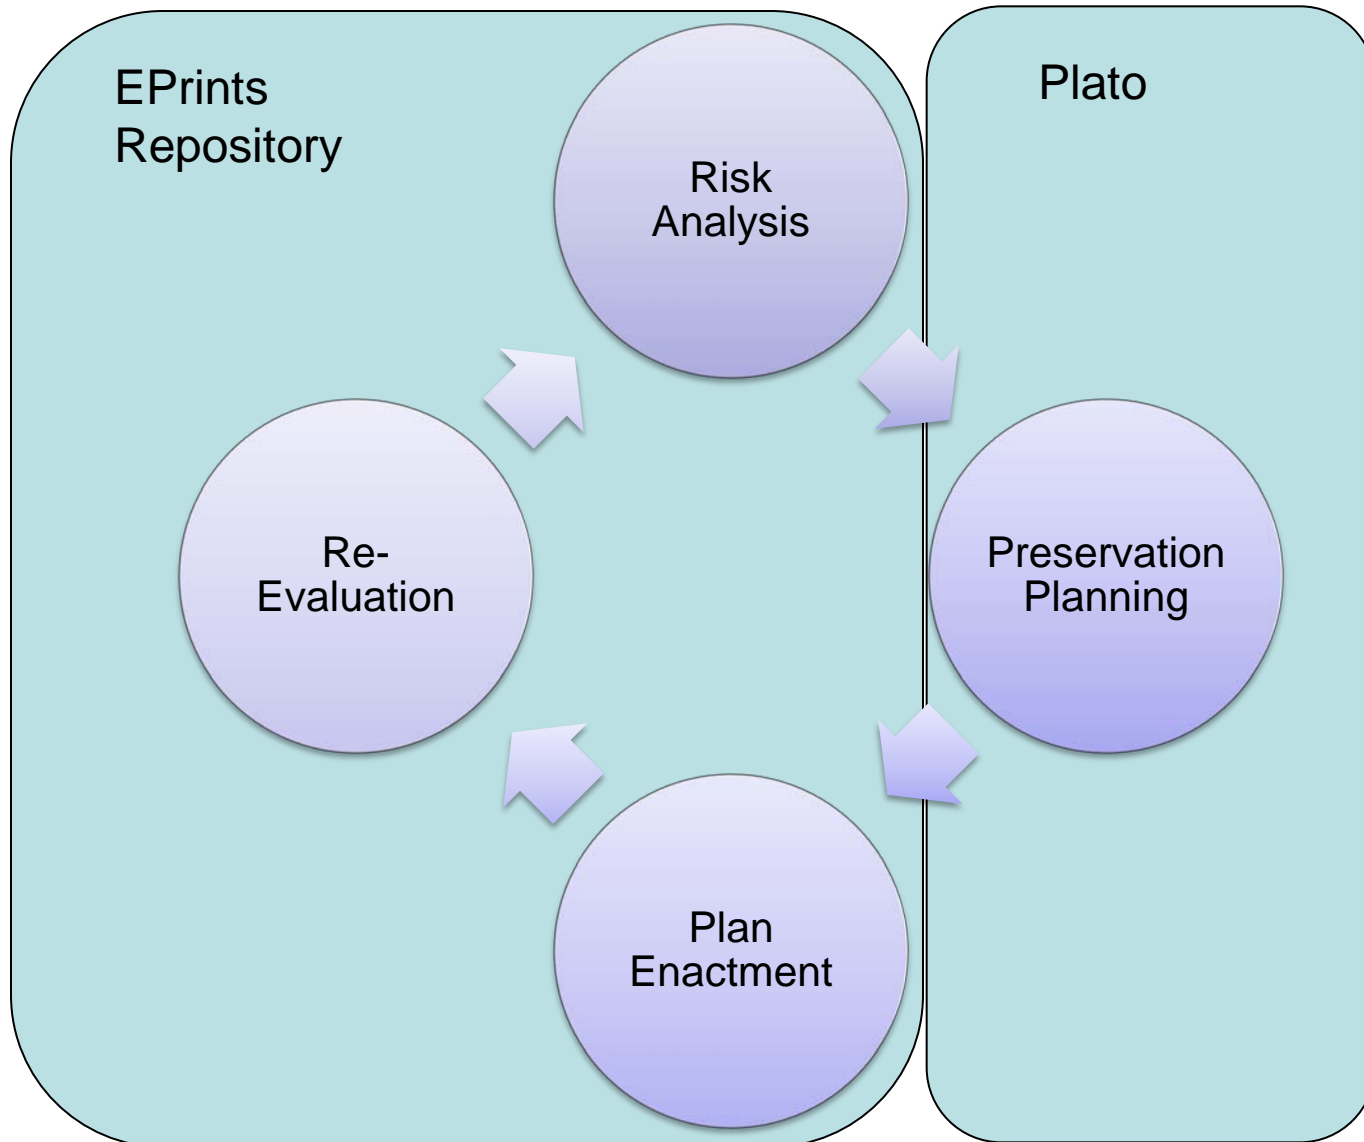 EPrints
Repository
Plato
Risk
Analysis
Re-
Evaluation
Preservation
Planning
Plan
Enactment